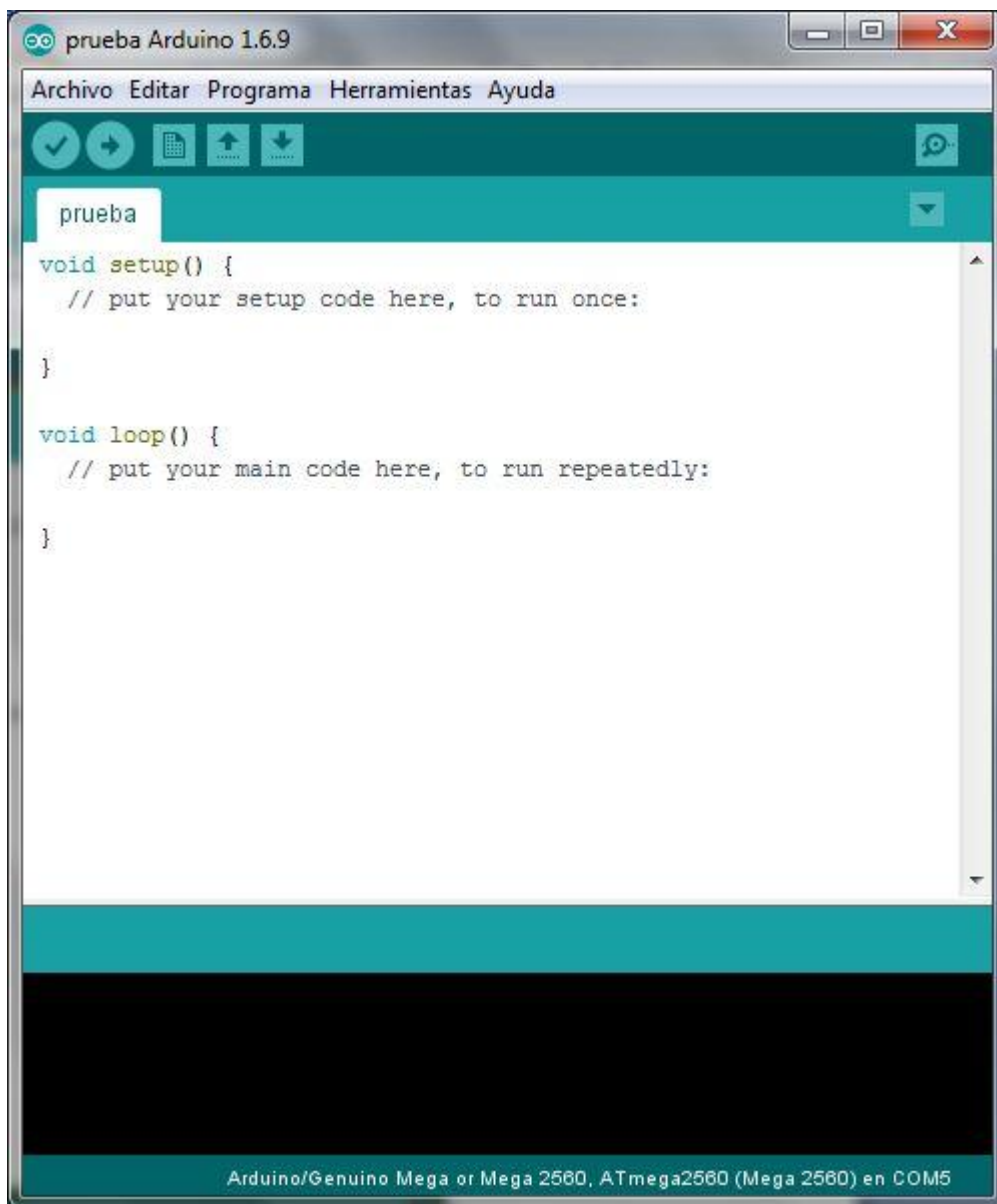 prueba Arduino 1.6.9
Archivo Editar Programa Herramientas Ayuda
prueba
void setup() {
  // put your setup code here, to run once:
}
void loop() {
  // put your main code here, to run repeatedly:
}
Arduino/Genuino Mega or Mega 2560, ATmega2560 (Mega 2560) en COM5